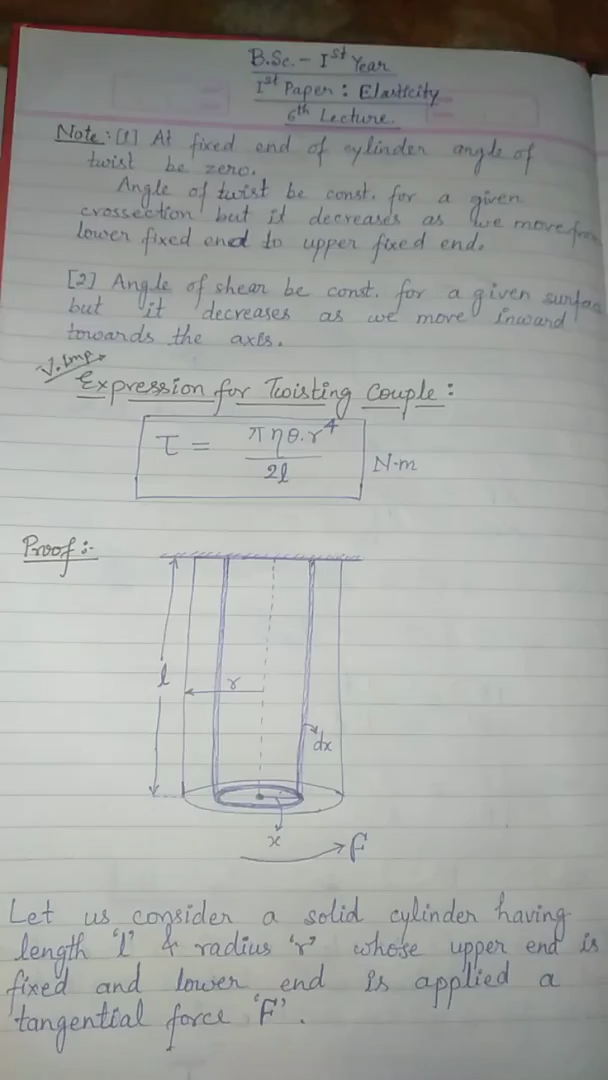 B.Sc. - Ist Year
Ist Paper : Elasticity
6th Lecture.
Note : [1] At fixed end of cylinder angle of
twist be zero.
Angle of twist be const. for a given
crossection but it decreases as we move from
lower fixed end to upper fixed end.
[2] Angle of shear be const. for a given surfac
but it decreases as we move inward
towards the axis.
V. Imp.
Expression for Twisting Couple :
τ = πηθ.r⁴ / 2l N-m
Proof :-
l
r
dx
x
F
Let us consider a solid cylinder having
length 'l' & radius 'r' whose upper end is
fixed and lower end is applied a
tangential force 'F'.